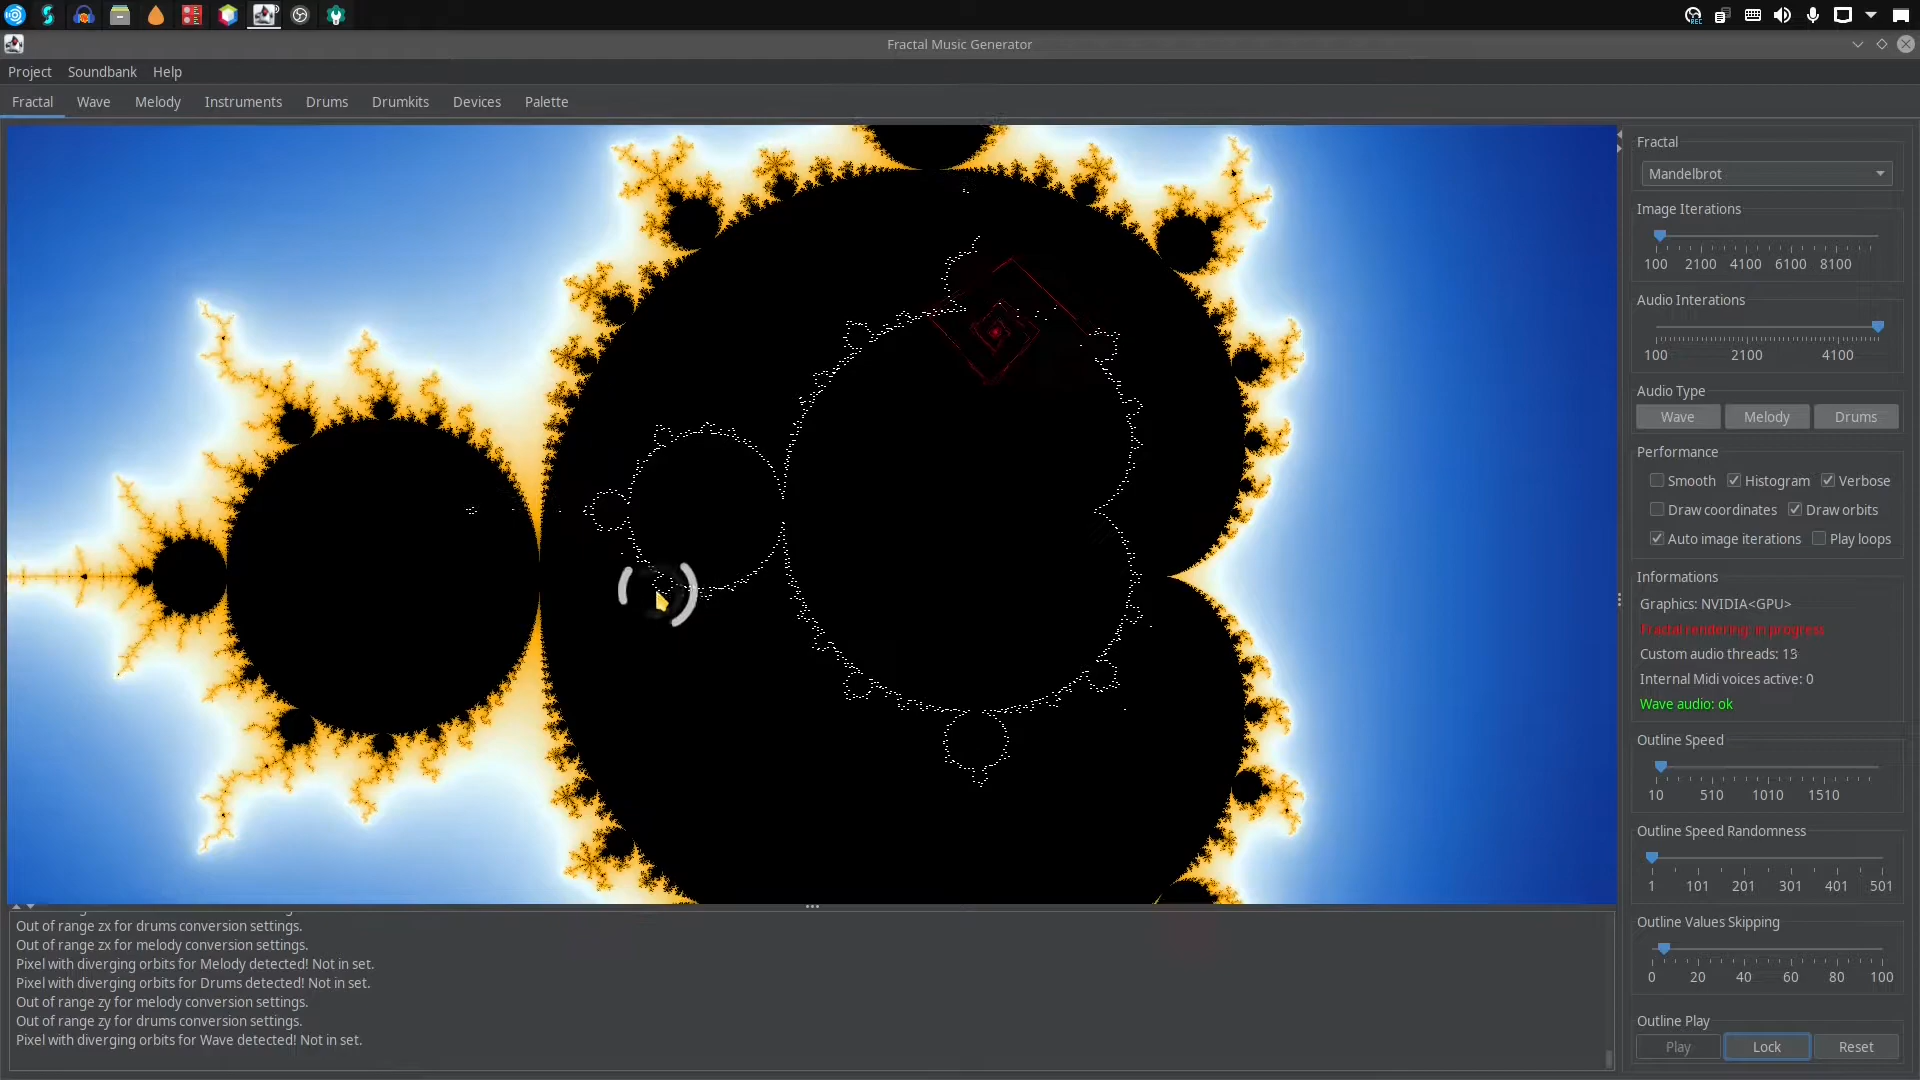 REC
Fractal Music Generator
Project Soundbank Help
Fractal Wave Melody Instruments Drums Drumkits Devices Palette
Fractal
Mandelbrot
Image Iterations
100 2100 4100 6100 8100
Audio Interations
100 2100 4100
Audio Type
Wave Melody Drums
Performance
Smooth Histogram Verbose
Draw coordinates Draw orbits
Auto image iterations Play loops
Informations
Graphics: NVIDIA<GPU>
Fractal rendering: in progress
Custom audio threads: 13
Internal Midi voices active: 0
Wave audio: ok
Outline Speed
10 510 1010 1510
Outline Speed Randomness
1 101 201 301 401 501
Outline Values Skipping
0 20 40 60 80 100
Outline Play
Play Lock Reset
Out of range zx for drums conversion settings.
Out of range zx for melody conversion settings.
Pixel with diverging orbits for Melody detected! Not in set.
Pixel with diverging orbits for Drums detected! Not in set.
Out of range zy for melody conversion settings.
Out of range zy for drums conversion settings.
Pixel with diverging orbits for Wave detected! Not in set.